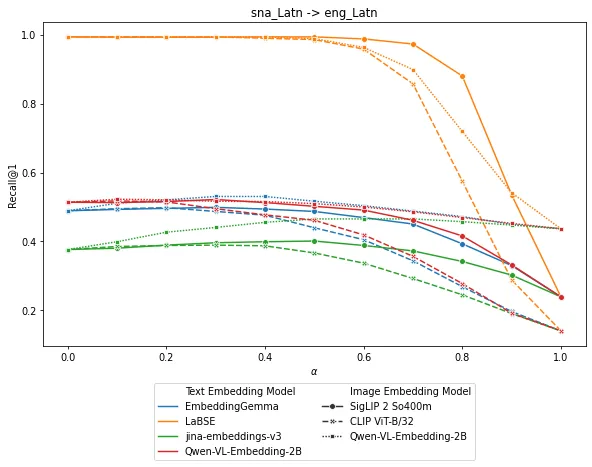 sna_Latn -> eng_Latn
1.0
0.8
0.6
0.4
0.2
Recall@1
0.0 0.2 0.4 0.6 0.8 1.0
α
Text Embedding Model Image Embedding Model
EmbeddingGemma SigLIP 2 So400m
LaBSE CLIP ViT-B/32
jina-embeddings-v3 Qwen-VL-Embedding-2B
Qwen-VL-Embedding-2B